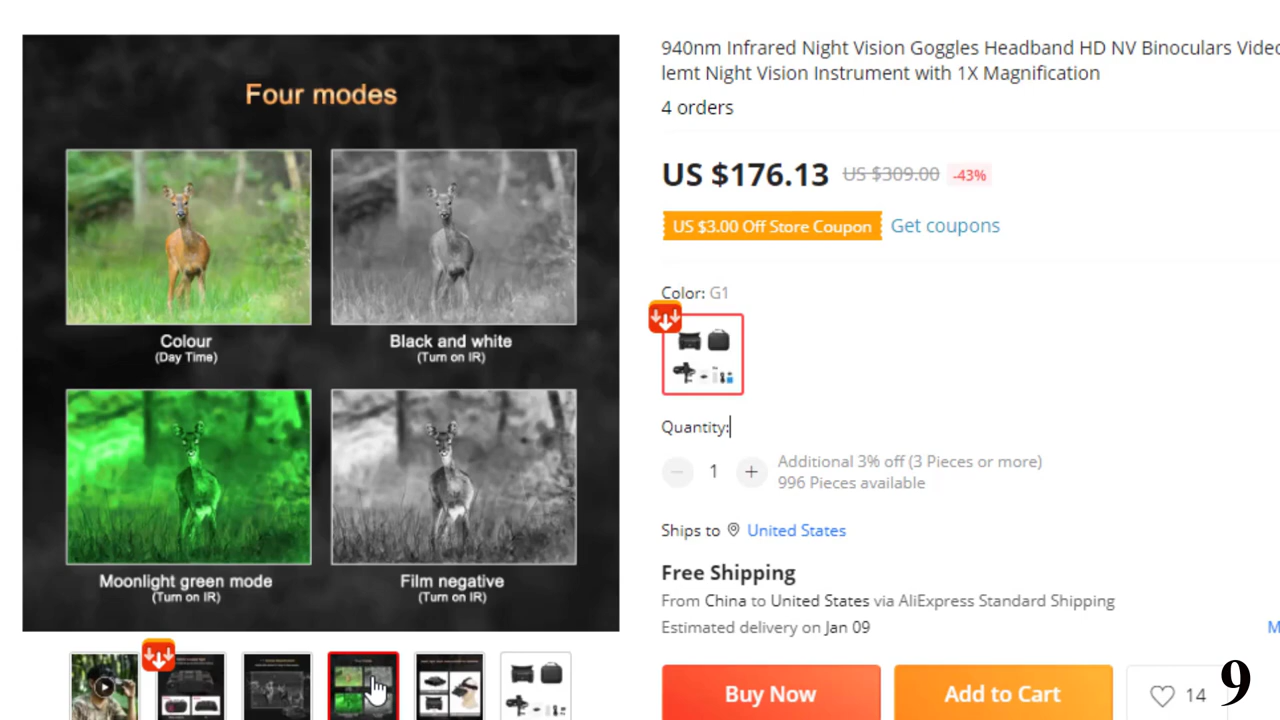 Four modes
Colour
(Day Time)
Black and white
(Turn on IR)
Moonlight green mode
(Turn on IR)
Film negative
(Turn on IR)
940nm Infrared Night Vision Goggles Headband HD NV Binoculars
lemt Night Vision Instrument with 1X Magnification
4 orders
US $176.13 US $309.00 -43%
US $3.00 Off Store Coupon Get coupons
Color: G1
Quantity:
1
Additional 3% off (3 Pieces or more)
996 Pieces available
Ships to United States
Free Shipping
From China to United States via AliExpress Standard Shipping
Estimated delivery on Jan 09
Buy Now
Add to Cart
14
9